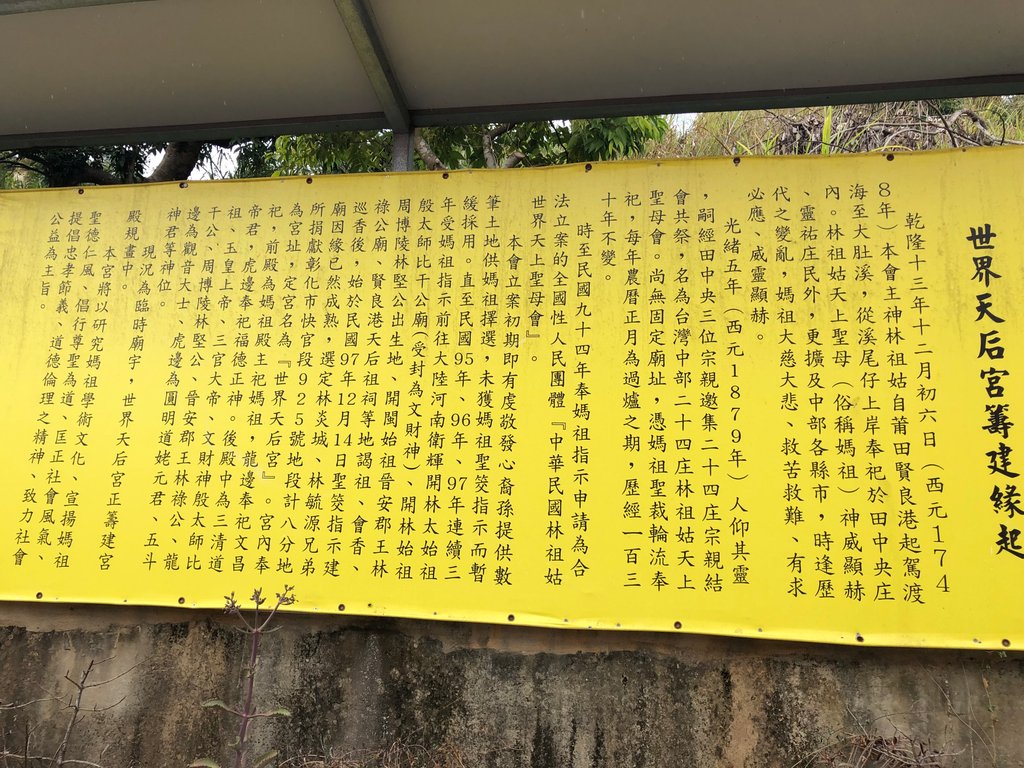 世界天后宮籌建緣起
乾隆十三年十二月初六日（西元174
8年）本會主神林祖姑自莆田賢良港起駕渡
海至大肚溪，從溪尾仔上岸奉祀於田中央庄
內。林祖姑天上聖母（俗稱媽祖）神威顯赫
、靈祐庄民外，更擴及中部各縣市，時逢歷
代之變亂，媽祖大慈大悲、救苦救難、有求
必應、威靈顯赫。
光緒五年（西元1879年）人仰其靈
，嗣經田中央三位宗親邀集二十四庄宗親結
會共祭，名為台灣中部二十四庄林祖姑天上
聖母會。尚無固定廟址，憑媽祖聖裁輪流奉
祀，每年農曆正月為過爐之期，歷經一百三
十年不變。
時至民國九十四年奉媽祖指示申請為合
法立案的全國性人民團體『中華民國林祖姑
世界天上聖母會』。
本會立案初期即有虔敬發心裔孫提供數
筆土地供媽祖擇選，未獲媽祖聖筊指示而暫
緩採用。直至民國95年、96年、97年連續三
年受媽祖指示前往大陸河南衛輝開林太始祖
殷太師比干公廟（受封為文財神）、開林始祖
周博陵林堅公出生地、開閩始祖晉安郡王林
祿公廟、賢良港天后祖祠等地謁祖、會香、
巡香後，始於民國97年12月14日聖筊指示建
廟因緣已然成熟，選定林炎城、林毓源兄弟
所捐獻彰化市快官段925號地段計八分地
為宮址，定宮名為『世界天后宮』。宮內奉
祀，前殿為媽祖殿主祀媽祖，龍邊奉祀文昌
帝君，虎邊奉祀福德正神。後殿中為三清道
祖、玉皇上帝、三官大帝、文財神殷太師比
干公、周博陵林堅公、晉安郡王林祿公、龍
邊為觀音大士、虎邊為圓明道姥元君、五斗
神君等神位。
現況為臨時廟宇，世界天后宮正籌建宮
殿規畫中。
本宮將以研究媽祖學術文化、宣揚媽祖
聖德仁風、倡行尊聖為道、匡正社會風氣、
提倡忠孝節義、道德倫理之精神、致力社會
公益為主旨。